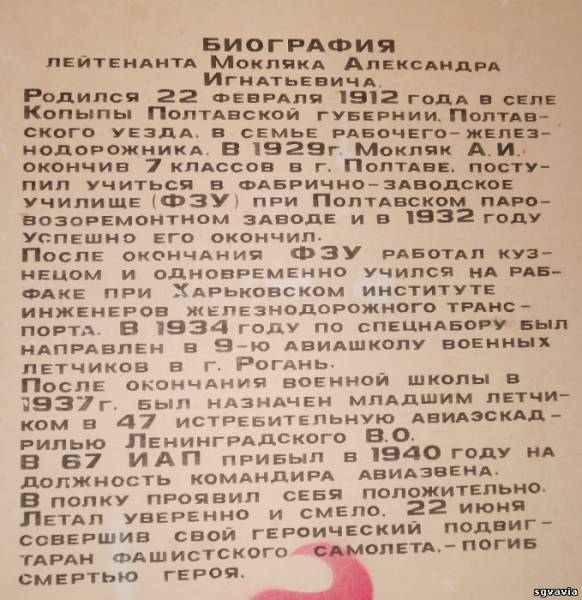 БИОГРАФИЯ
ЛЕЙТЕНАНТА МОКЛЯКА АЛЕКСАНДРА
ИГНАТЬЕВИЧА.
РОДИЛСЯ 22 ФЕВРАЛЯ 1912 ГОДА В СЕЛЕ
КОПЫПЫ ПОЛТАВСКОЙ ГУБЕРНИИ, ПОЛТАВ-
СКОГО УЕЗДА, В СЕМЬЕ РАБОЧЕГО-ЖЕЛЕЗ-
НОДОРОЖНИКА. В 1929г. МОКЛЯК А.И.
ОКОНЧИВ 7 КЛАССОВ В г. ПОЛТАВЕ, ПОСТУ-
ПИЛ УЧИТЬСЯ В ФАБРИЧНО-ЗАВОДСКОЕ
УЧИЛИЩЕ (ФЗУ) ПРИ ПОЛТАВСКОМ ПАРО-
ВОЗОРЕМОНТНОМ ЗАВОДЕ И В 1932 ГОДУ
УСПЕШНО ЕГО ОКОНЧИЛ.
ПОСЛЕ ОКОНЧАНИЯ ФЗУ РАБОТАЛ КУЗ-
НЕЦОМ И ОДНОВРЕМЕННО УЧИЛСЯ НА РАБ-
ФАКЕ ПРИ ХАРЬКОВСКОМ ИНСТИТУТЕ
ИНЖЕНЕРОВ ЖЕЛЕЗНОДОРОЖНОГО ТРАНС-
ПОРТА. В 1934 ГОДУ ПО СПЕЦНАБОРУ БЫЛ
НАПРАВЛЕН В 9-Ю АВИАШКОЛУ ВОЕННЫХ
ЛЕТЧИКОВ В г. РОГАНЬ.
ПОСЛЕ ОКОНЧАНИЯ ВОЕННОЙ ШКОЛЫ В
1937г. БЫЛ НАЗНАЧЕН МЛАДШИМ ЛЕТЧИ-
КОМ В 47 ИСТРЕБИТЕЛЬНУЮ АВИАЭСКАД-
РИЛЬЮ ЛЕНИНГРАДСКОГО В.О.
В 67 ИАП ПРИБЫЛ В 1940 ГОДУ НА
ДОЛЖНОСТЬ КОМАНДИРА АВИАЗВЕНА.
В ПОЛКУ ПРОЯВИЛ СЕБЯ ПОЛОЖИТЕЛЬНО.
ЛЕТАЛ УВЕРЕННО И СМЕЛО. 22 ИЮНЯ
СОВЕРШИВ СВОЙ ГЕРОИЧЕСКИЙ ПОДВИГ-
ТАРАН ФАШИСТСКОГО САМОЛЕТА,-ПОГИБ
СМЕРТЬЮ ГЕРОЯ.
sgvavia